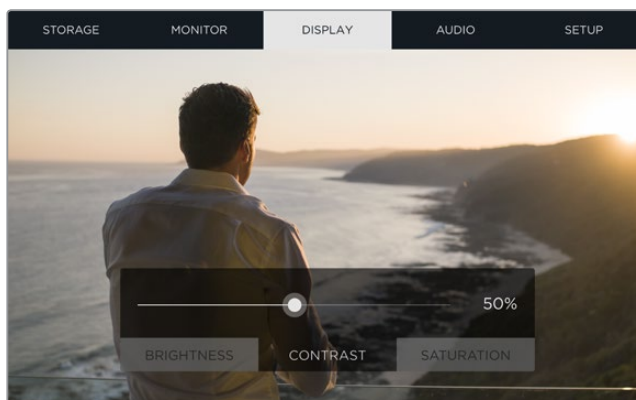 STORAGE MONITOR DISPLAY AUDIO SETUP
50%
BRIGHTNESS CONTRAST SATURATION